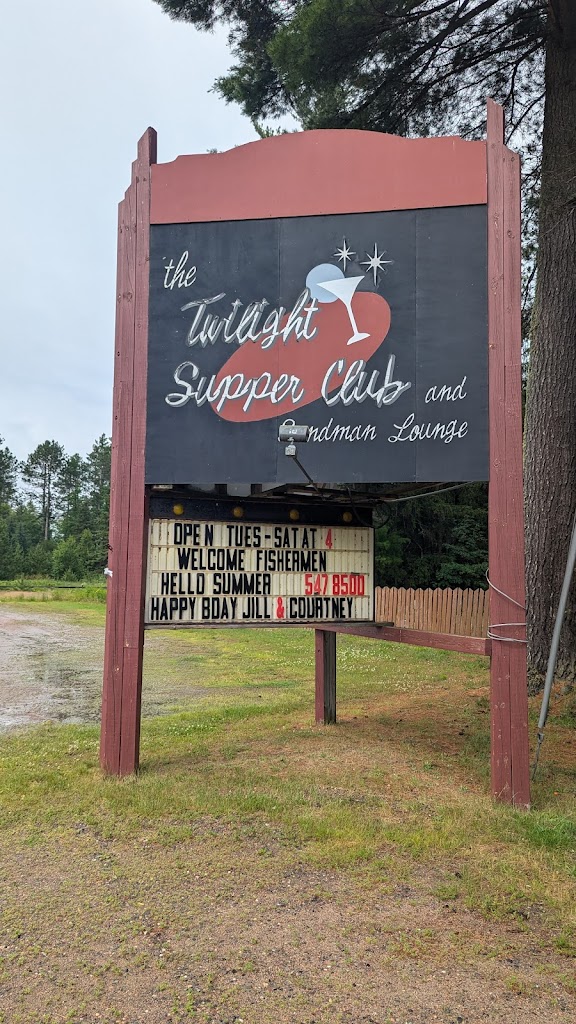 the
Twilight
Supper Club and
ndman Lounge
OPEN TUES-SAT AT 4
WELCOME FISHERMEN
HELLO SUMMER 547 8500
HAPPY BDAY JILL & COURTNEY